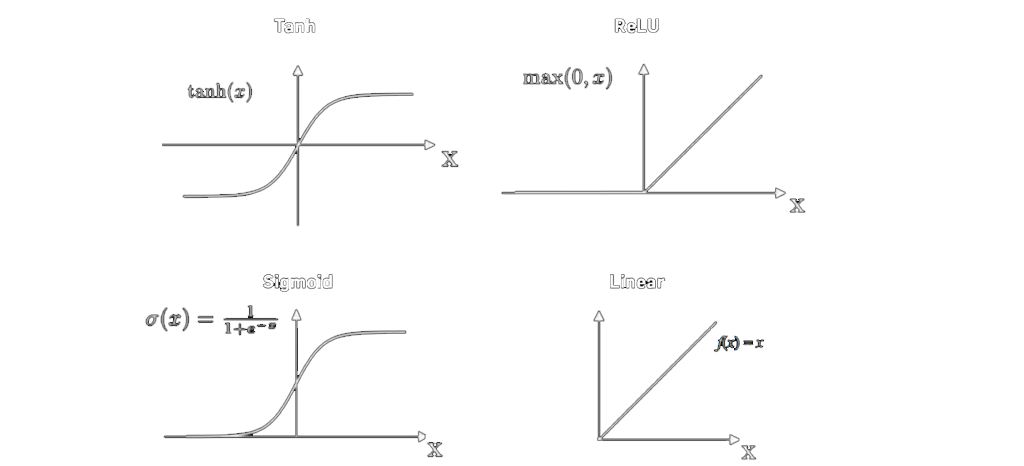 Tanh
tanh(x)
X
ReLU
max(0, x)
X
Sigmoid
σ(x) = 1/1+e⁻ˣ
X
Linear
f(x) = x
X